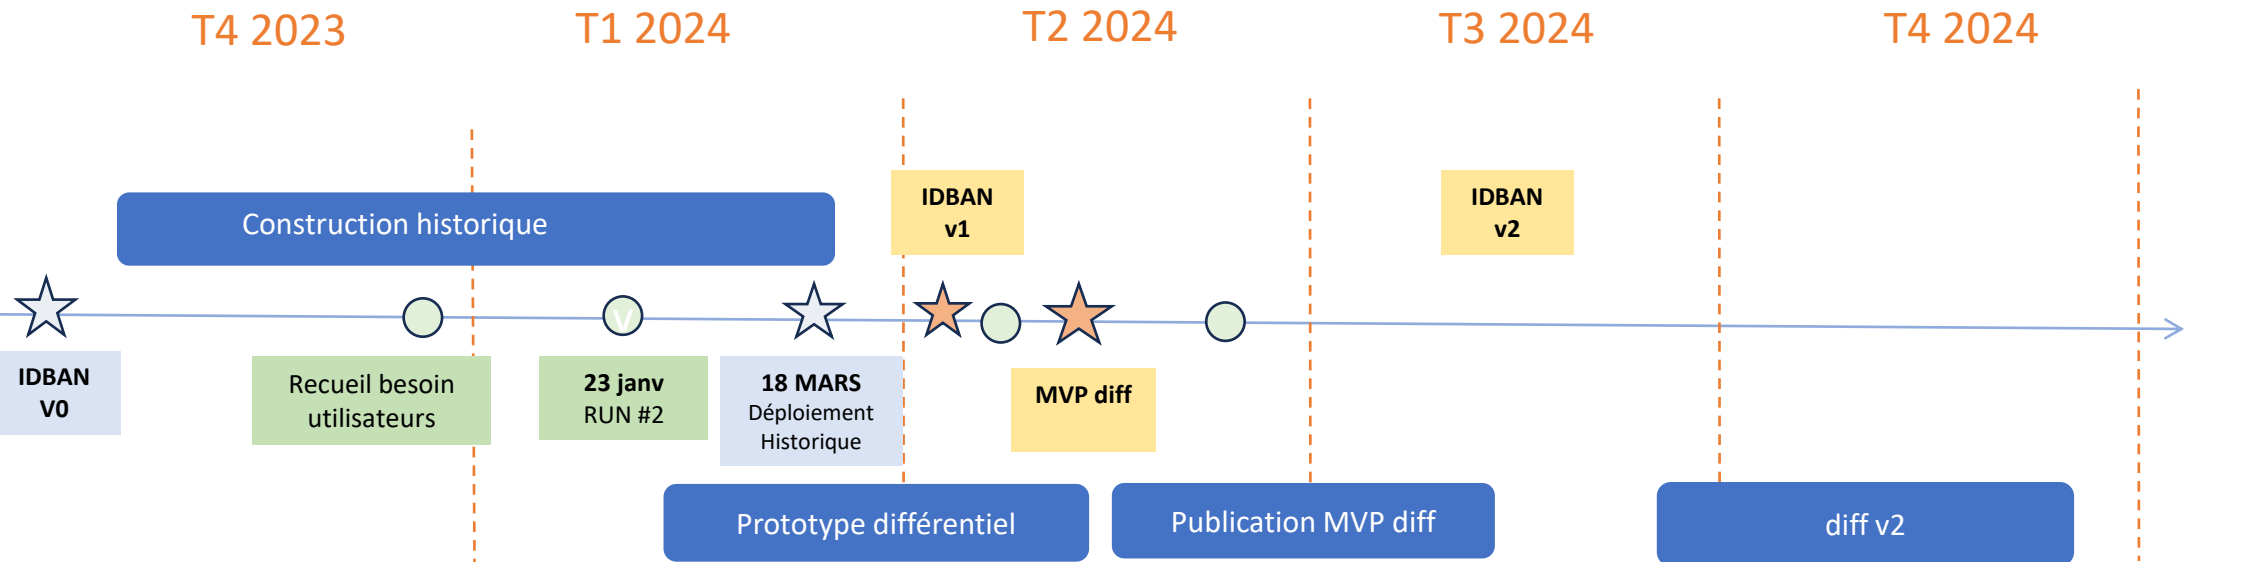 T4 2023
T1 2024
T2 2024
T3 2024
T4 2024
Construction historique
IDBAN
v1
IDBAN
v2
V
IDBAN
V0
Recueil besoin
utilisateurs
23 janv
RUN #2
18 MARS
Déploiement
Historique
MVP diff
Prototype différentiel
Publication MVP diff
diff v2